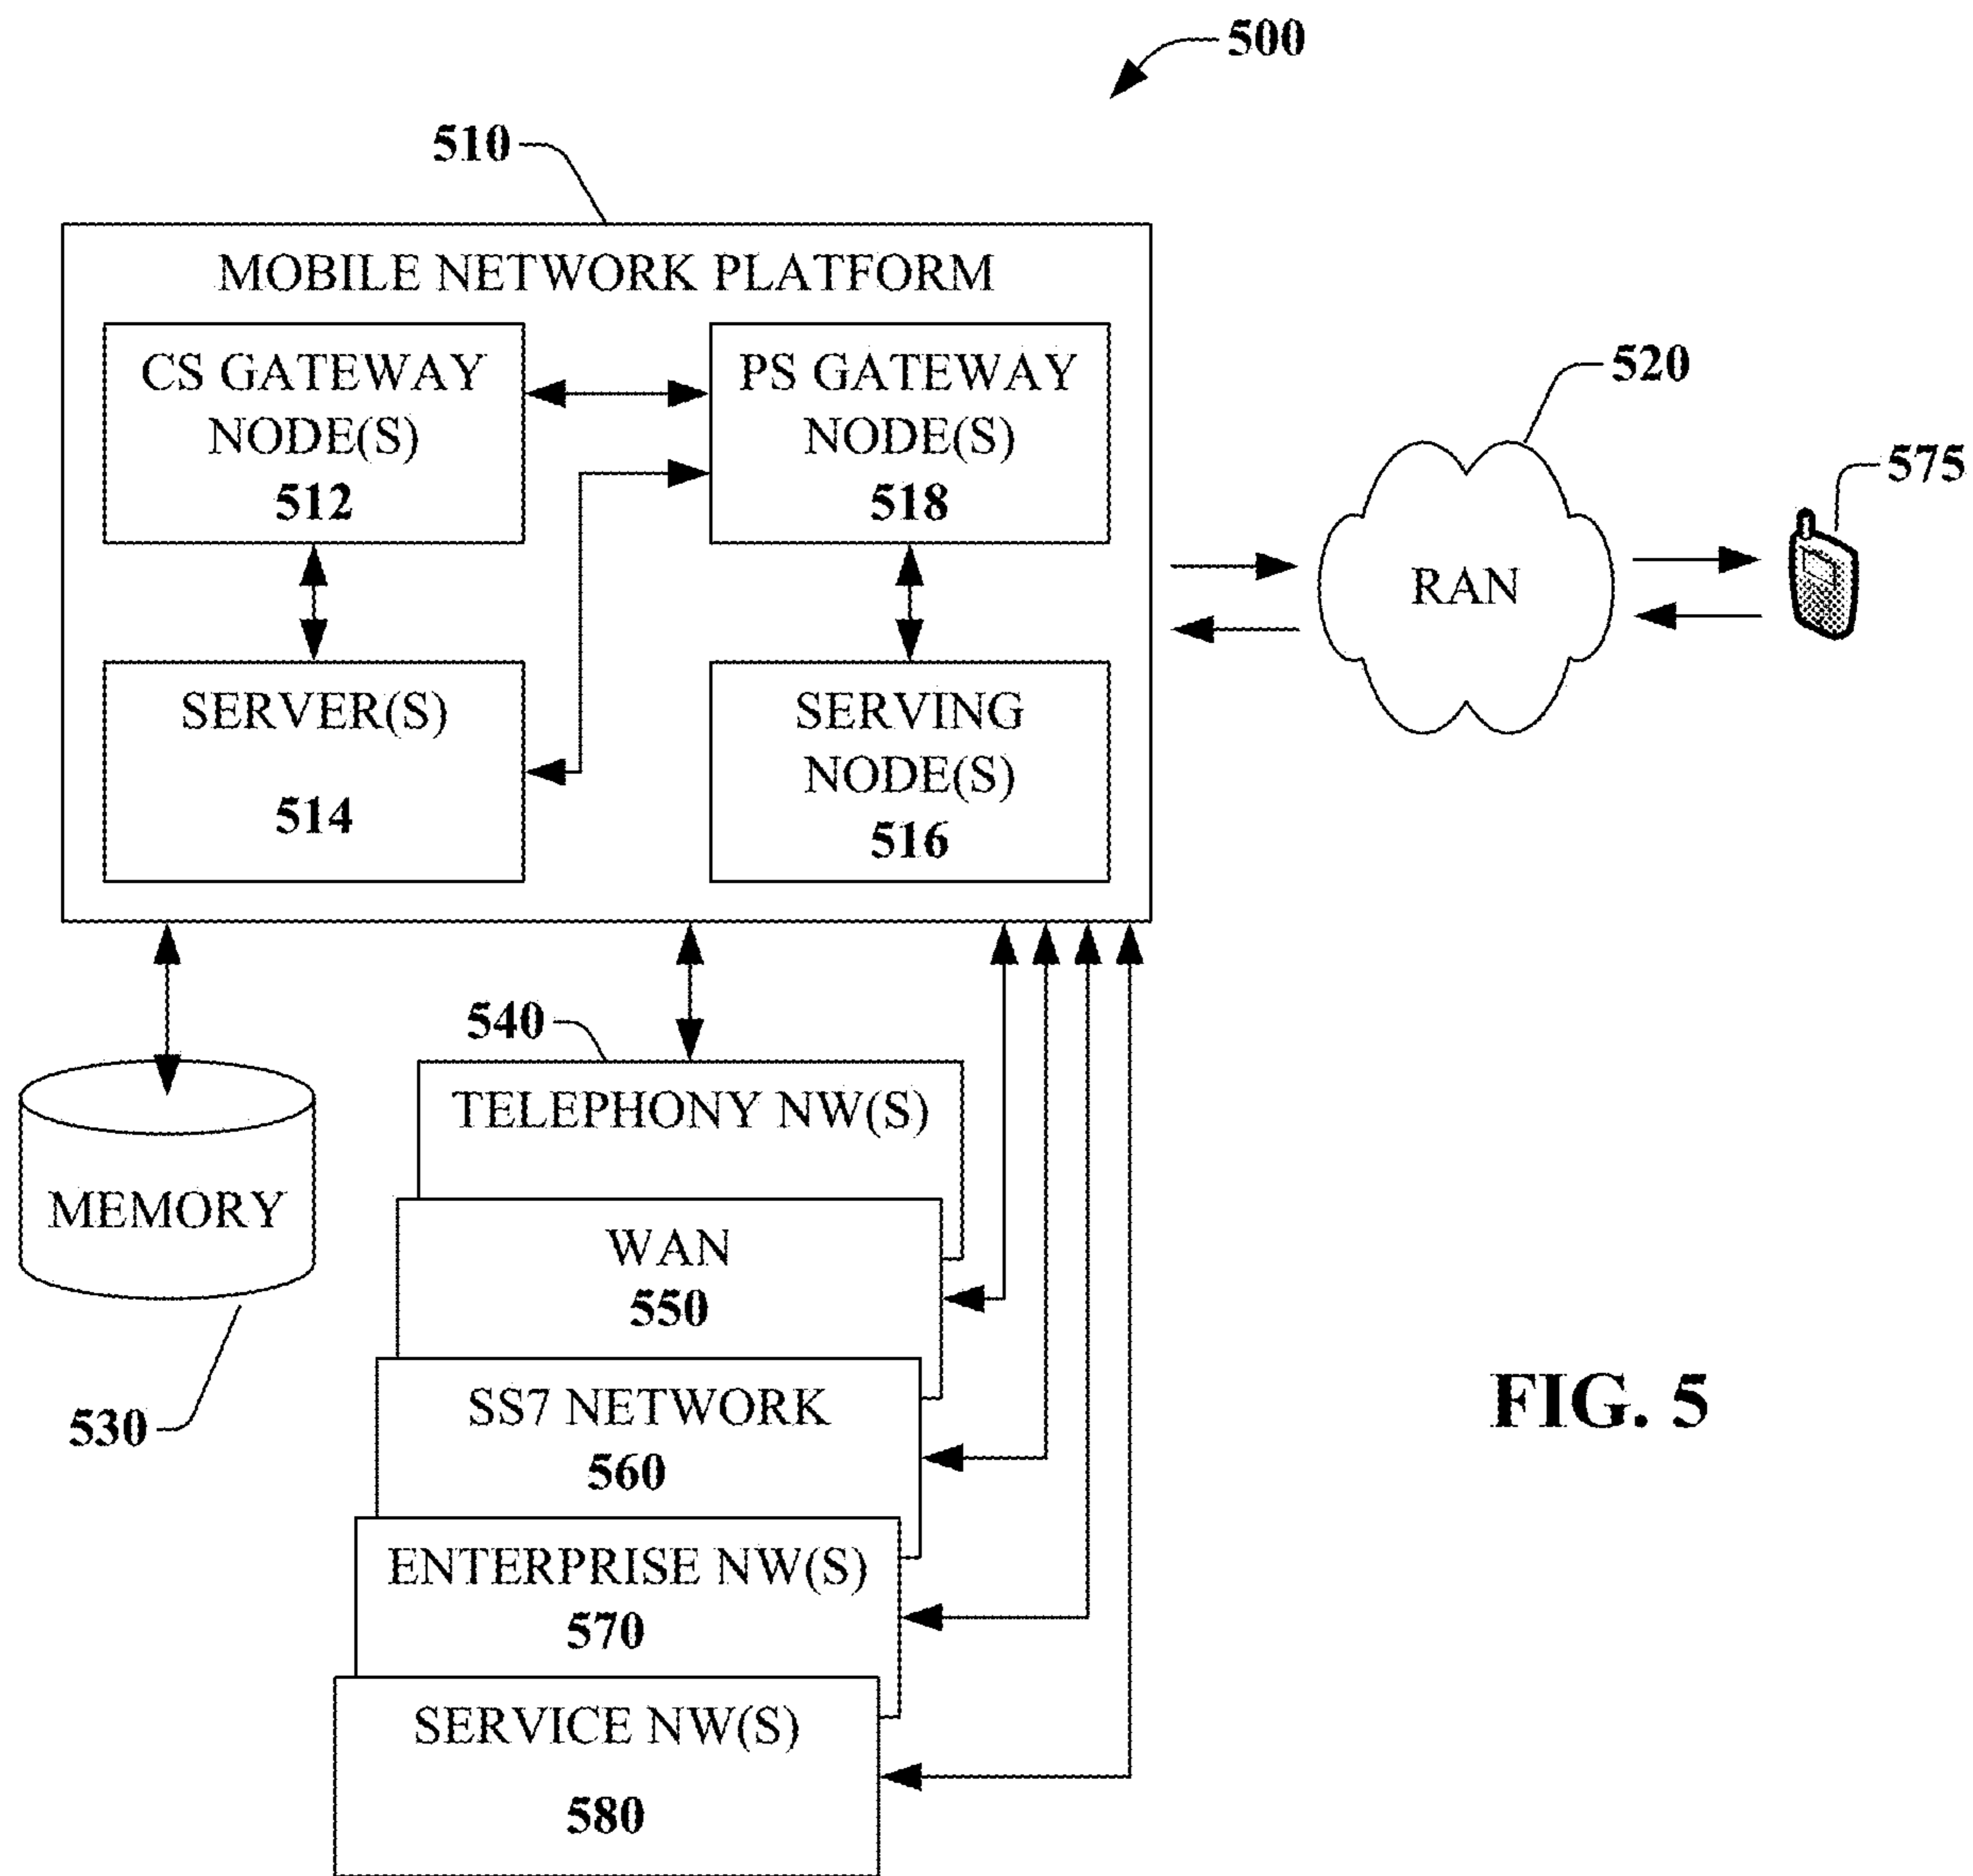 500
510
MOBILE NETWORK PLATFORM
CS GATEWAY
NODE(S)
512
PS GATEWAY
NODE(S)
518
SERVER(S)
514
SERVING
NODE(S)
516
520
RAN
575
540
TELEPHONY NW(S)
MEMORY
530
WAN
550
SS7 NETWORK
560
ENTERPRISE NW(S)
570
SERVICE NW(S)
580
FIG. 5